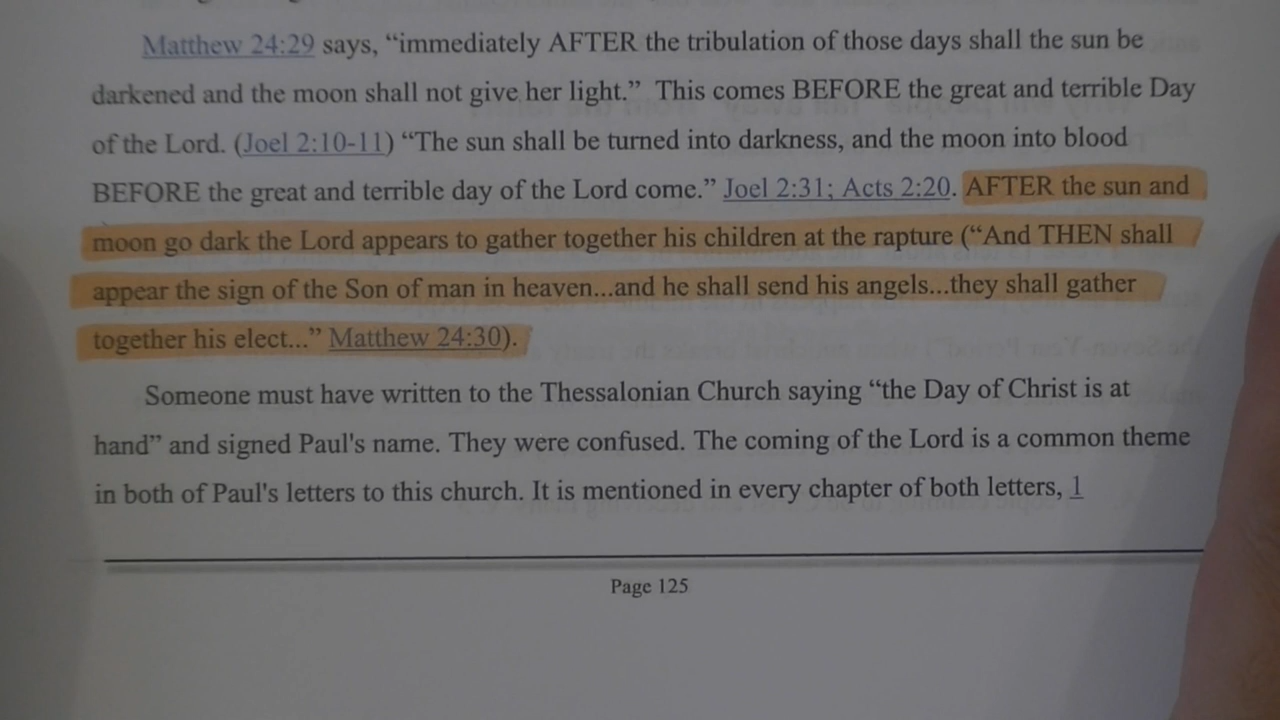 Matthew 24:29 says, “immediately AFTER the tribulation of those days shall the sun be
darkened and the moon shall not give her light.” This comes BEFORE the great and terrible Day
of the Lord. (Joel 2:10-11) “The sun shall be turned into darkness, and the moon into blood
BEFORE the great and terrible day of the Lord come.” Joel 2:31; Acts 2:20. AFTER the sun and
moon go dark the Lord appears to gather together his children at the rapture (“And THEN shall
appear the sign of the Son of man in heaven...and he shall send his angels...they shall gather
together his elect...” Matthew 24:30).
Someone must have written to the Thessalonian Church saying “the Day of Christ is at
hand” and signed Paul's name. They were confused. The coming of the Lord is a common theme
in both of Paul's letters to this church. It is mentioned in every chapter of both letters, 1
Page 125